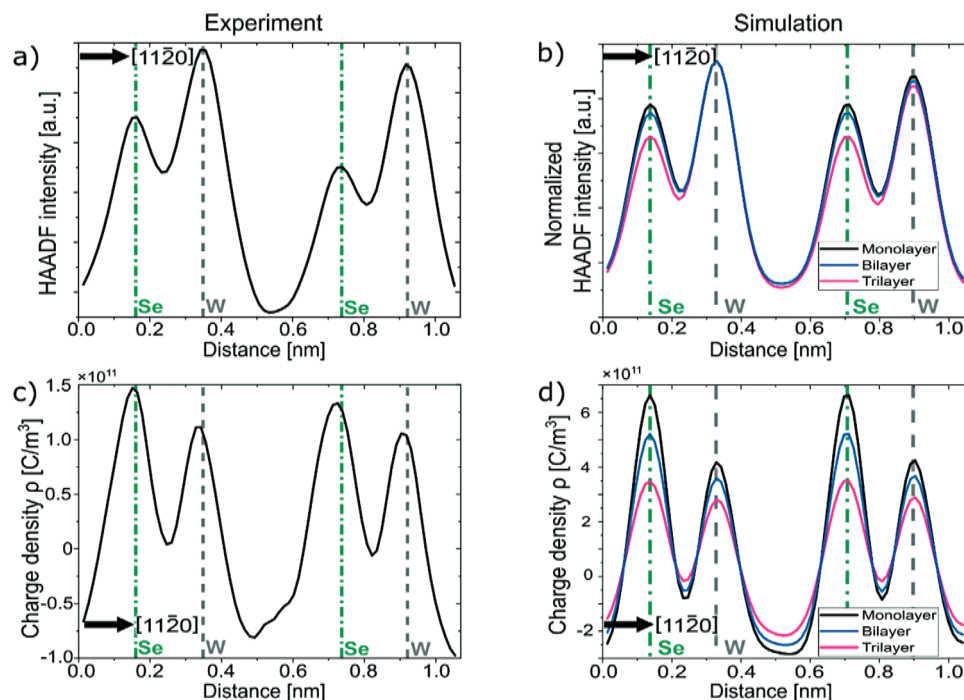 Experiment
Simulation
a)
[112̄0]
HAADF intensity [a.u.]
Se
W
Se
W
0.0 0.2 0.4 0.6 0.8 1.0
Distance [nm]
b)
[112̄0]
Normalized
HAADF intensity [a.u.]
Monolayer
Bilayer
Trilayer
Se
W
Se
W
0.0 0.2 0.4 0.6 0.8 1.0
Distance [nm]
c)
×10¹¹
1.5
1.0
0.5
0
-0.5
-1.0
Charge density ρ [C/m³]
[112̄0]
Se
W
Se
W
0.0 0.2 0.4 0.6 0.8 1.0
Distance [nm]
d)
×10¹¹
6
4
2
0
-2
Charge density ρ [C/m³]
[112̄0]
Monolayer
Bilayer
Trilayer
Se
W
Se
W
0.0 0.2 0.4 0.6 0.8 1.0
Distance [nm]